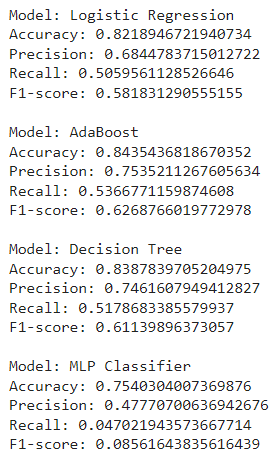 Model: Logistic Regression
Accuracy: 0.8218946721940734
Precision: 0.6844783715012722
Recall: 0.5059561128526646
F1-score: 0.581831290555155
Model: AdaBoost
Accuracy: 0.8435436818670352
Precision: 0.7535211267605634
Recall: 0.5366771159874608
F1-score: 0.6268766019772978
Model: Decision Tree
Accuracy: 0.8387839705204975
Precision: 0.7461607949412827
Recall: 0.5178683385579937
F1-score: 0.61139896373057
Model: MLP Classifier
Accuracy: 0.7540304007369876
Precision: 0.47770700636942676
Recall: 0.047021943573667714
F1-score: 0.08561643835616439